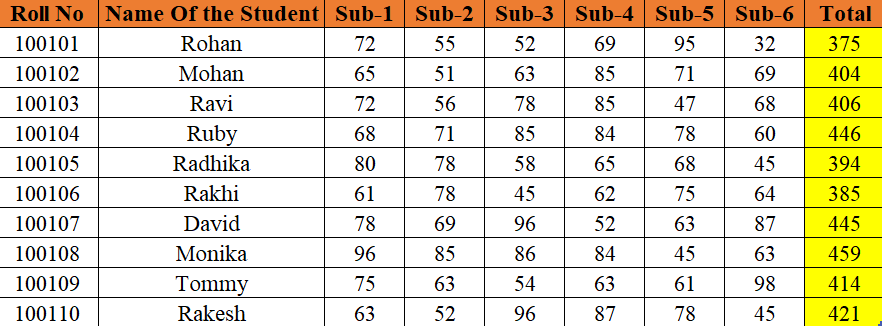 Roll No Name Of the Student Sub-1 Sub-2 Sub-3 Sub-4 Sub-5 Sub-6 Total
100101 Rohan 72 55 52 69 95 32 375
100102 Mohan 65 51 63 85 71 69 404
100103 Ravi 72 56 78 85 47 68 406
100104 Ruby 68 71 85 84 78 60 446
100105 Radhika 80 78 58 65 68 45 394
100106 Rakhi 61 78 45 62 75 64 385
100107 David 78 69 96 52 63 87 445
100108 Monika 96 85 86 84 45 63 459
100109 Tommy 75 63 54 63 61 98 414
100110 Rakesh 63 52 96 87 78 45 421